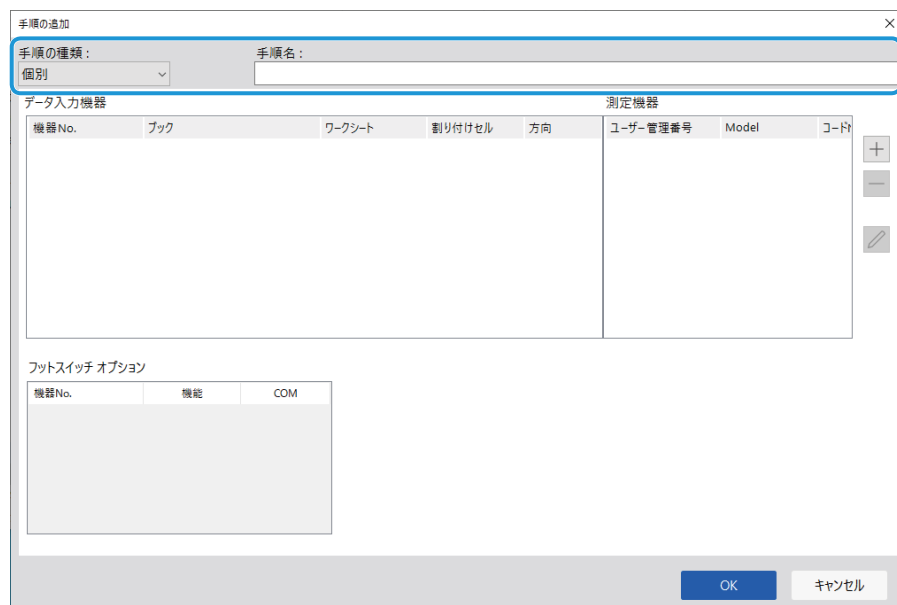 手順の追加
手順の種類 : 手順名 :
個別
データ入力機器 測定機器
機器No. ブック ワークシート 割り付けセル 方向 ユーザー管理番号 Model コード
フットスイッチ オプション
機器No. 機能 COM
OK キャンセル